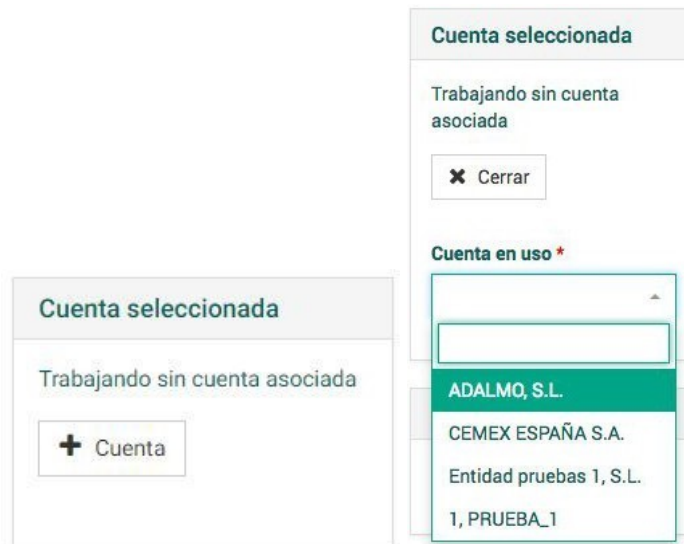 Cuenta seleccionada
Trabajando sin cuenta asociada
Cuenta
Cuenta seleccionada
Trabajando sin cuenta
asociada
Cerrar
Cuenta en uso *
ADALMO, S.L.
CEMEX ESPAÑA S.A.
Entidad pruebas 1, S.L.
1, PRUEBA_1